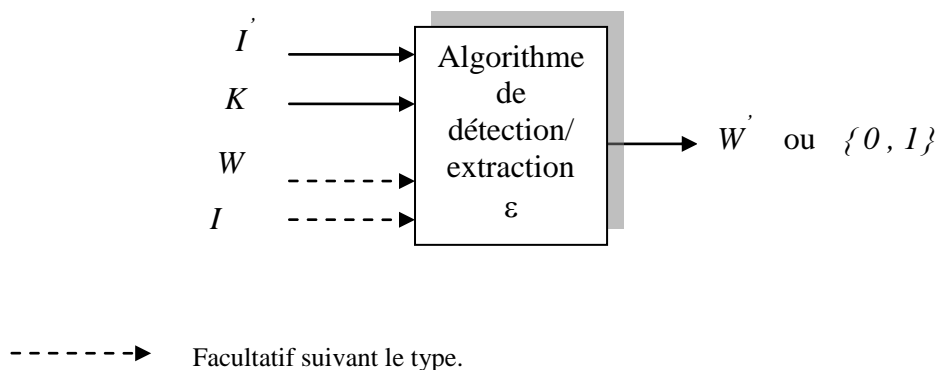 I'
K
W
I
Algorithme
de
détection/
extraction
ε
W' ou {0, 1}
Facultatif suivant le type.